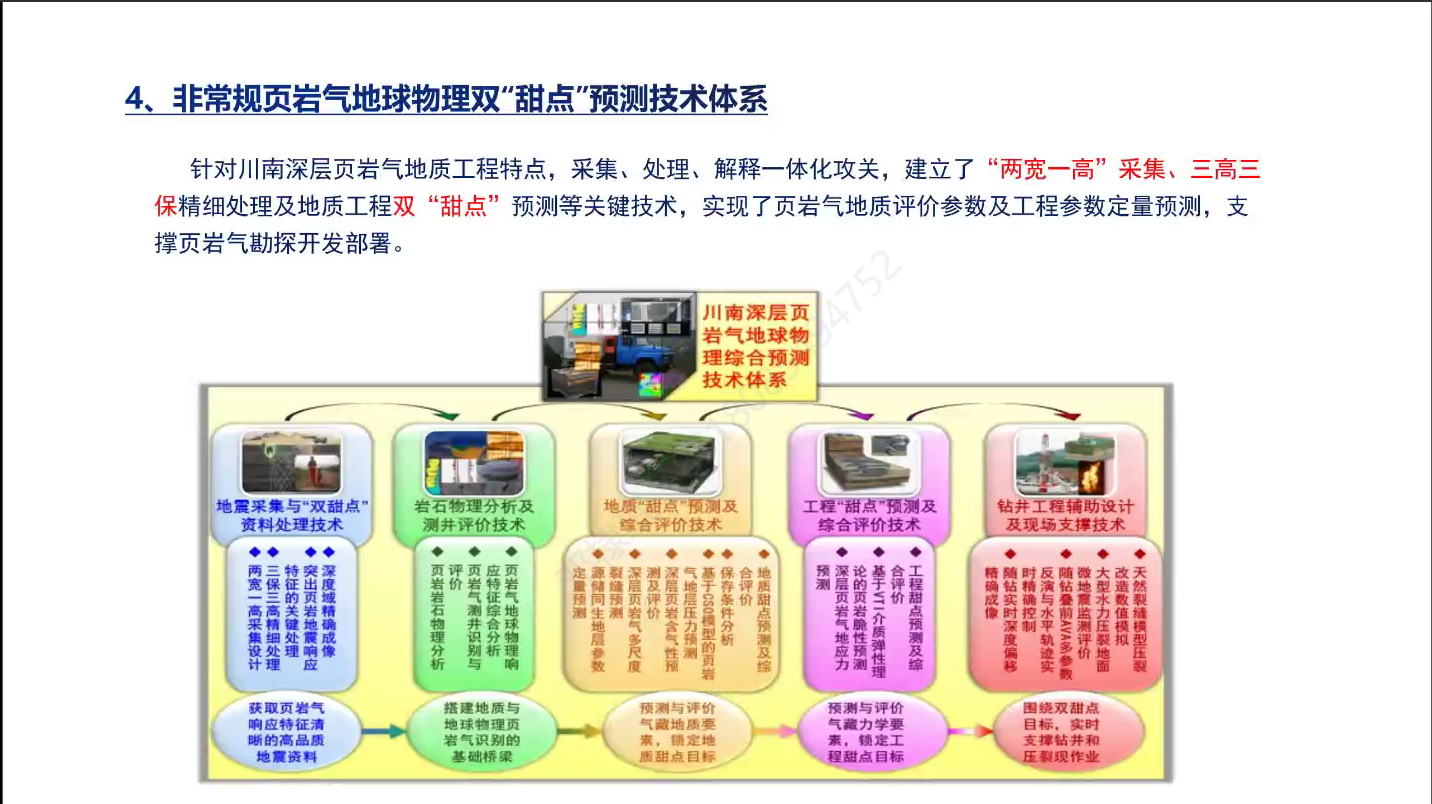 4、非常规页岩气地球物理双“甜点”预测技术体系
针对川南深层页岩气地质工程特点，采集、处理、解释一体化攻关，建立了“两宽一高”采集、三高三
保精细处理及地质工程双“甜点”预测等关键技术，实现了页岩气地质评价参数及工程参数定量预测，支
撑页岩气勘探开发部署。
川南深层页
岩气地球物
理综合预测
技术体系
地震采集与“双甜点”
资料处理技术
◆两宽一高采集设计
◆三保三高精细处理
特征的关键处理
◆突出页岩地震响应
◆深度域精确成像
获取页岩气
响应特征清
晰的高品质
地震资料
岩石物理分析及
测井评价技术
◆页岩岩石物理分析
评价
◆页岩气测井识别与
应特征综合分析
◆页岩气地球物理响
搭建地质与
地球物理页
岩气识别的
基础桥梁
地质“甜点”预测及
综合评价技术
定量预测
◆源储同生地层参数
裂缝预测
◆深层页岩气多尺度
测及评价
◆深层页岩含气性预
气地层压力预测
◆基于GS0模型的页岩
◆保存条件分析
合评价
◆地质甜点预测及综
预测与评价
气藏地质要
素，锁定地
质甜点目标
工程“甜点”预测及
综合评价技术
预测
◆深层页岩气地应力
论的页岩脆性预测
◆基于VTI介质弹性理
合评价
◆工程甜点预测及综
预测与评价
气藏力学要
素，锁定工
程甜点目标
钻井工程辅助设计
及现场支撑技术
精确成像
◆随钻实时深度偏移
时精确控制
反演与水平轨迹实
◆随钻叠前AVA多参数
微地震监测评价
◆大型水力压裂地面
改造数值模拟
◆天然裂缝模型压裂
围绕双甜点
目标，实时
支撑钻井和
压裂现作业